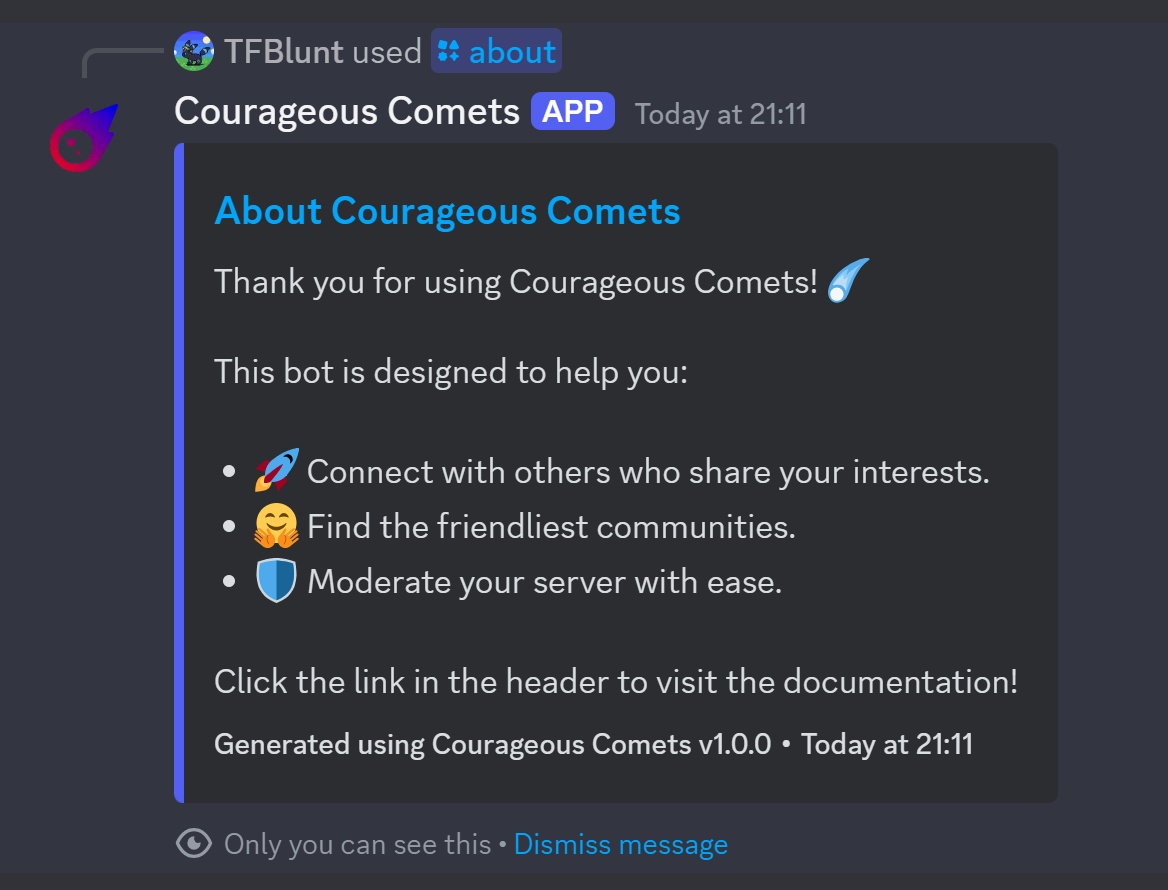 TFBlunt used about
Courageous Comets APP Today at 21:11
About Courageous Comets
Thank you for using Courageous Comets!
This bot is designed to help you:
• Connect with others who share your interests.
• Find the friendliest communities.
• Moderate your server with ease.
Click the link in the header to visit the documentation!
Generated using Courageous Comets v1.0.0 • Today at 21:11
Only you can see this • Dismiss message